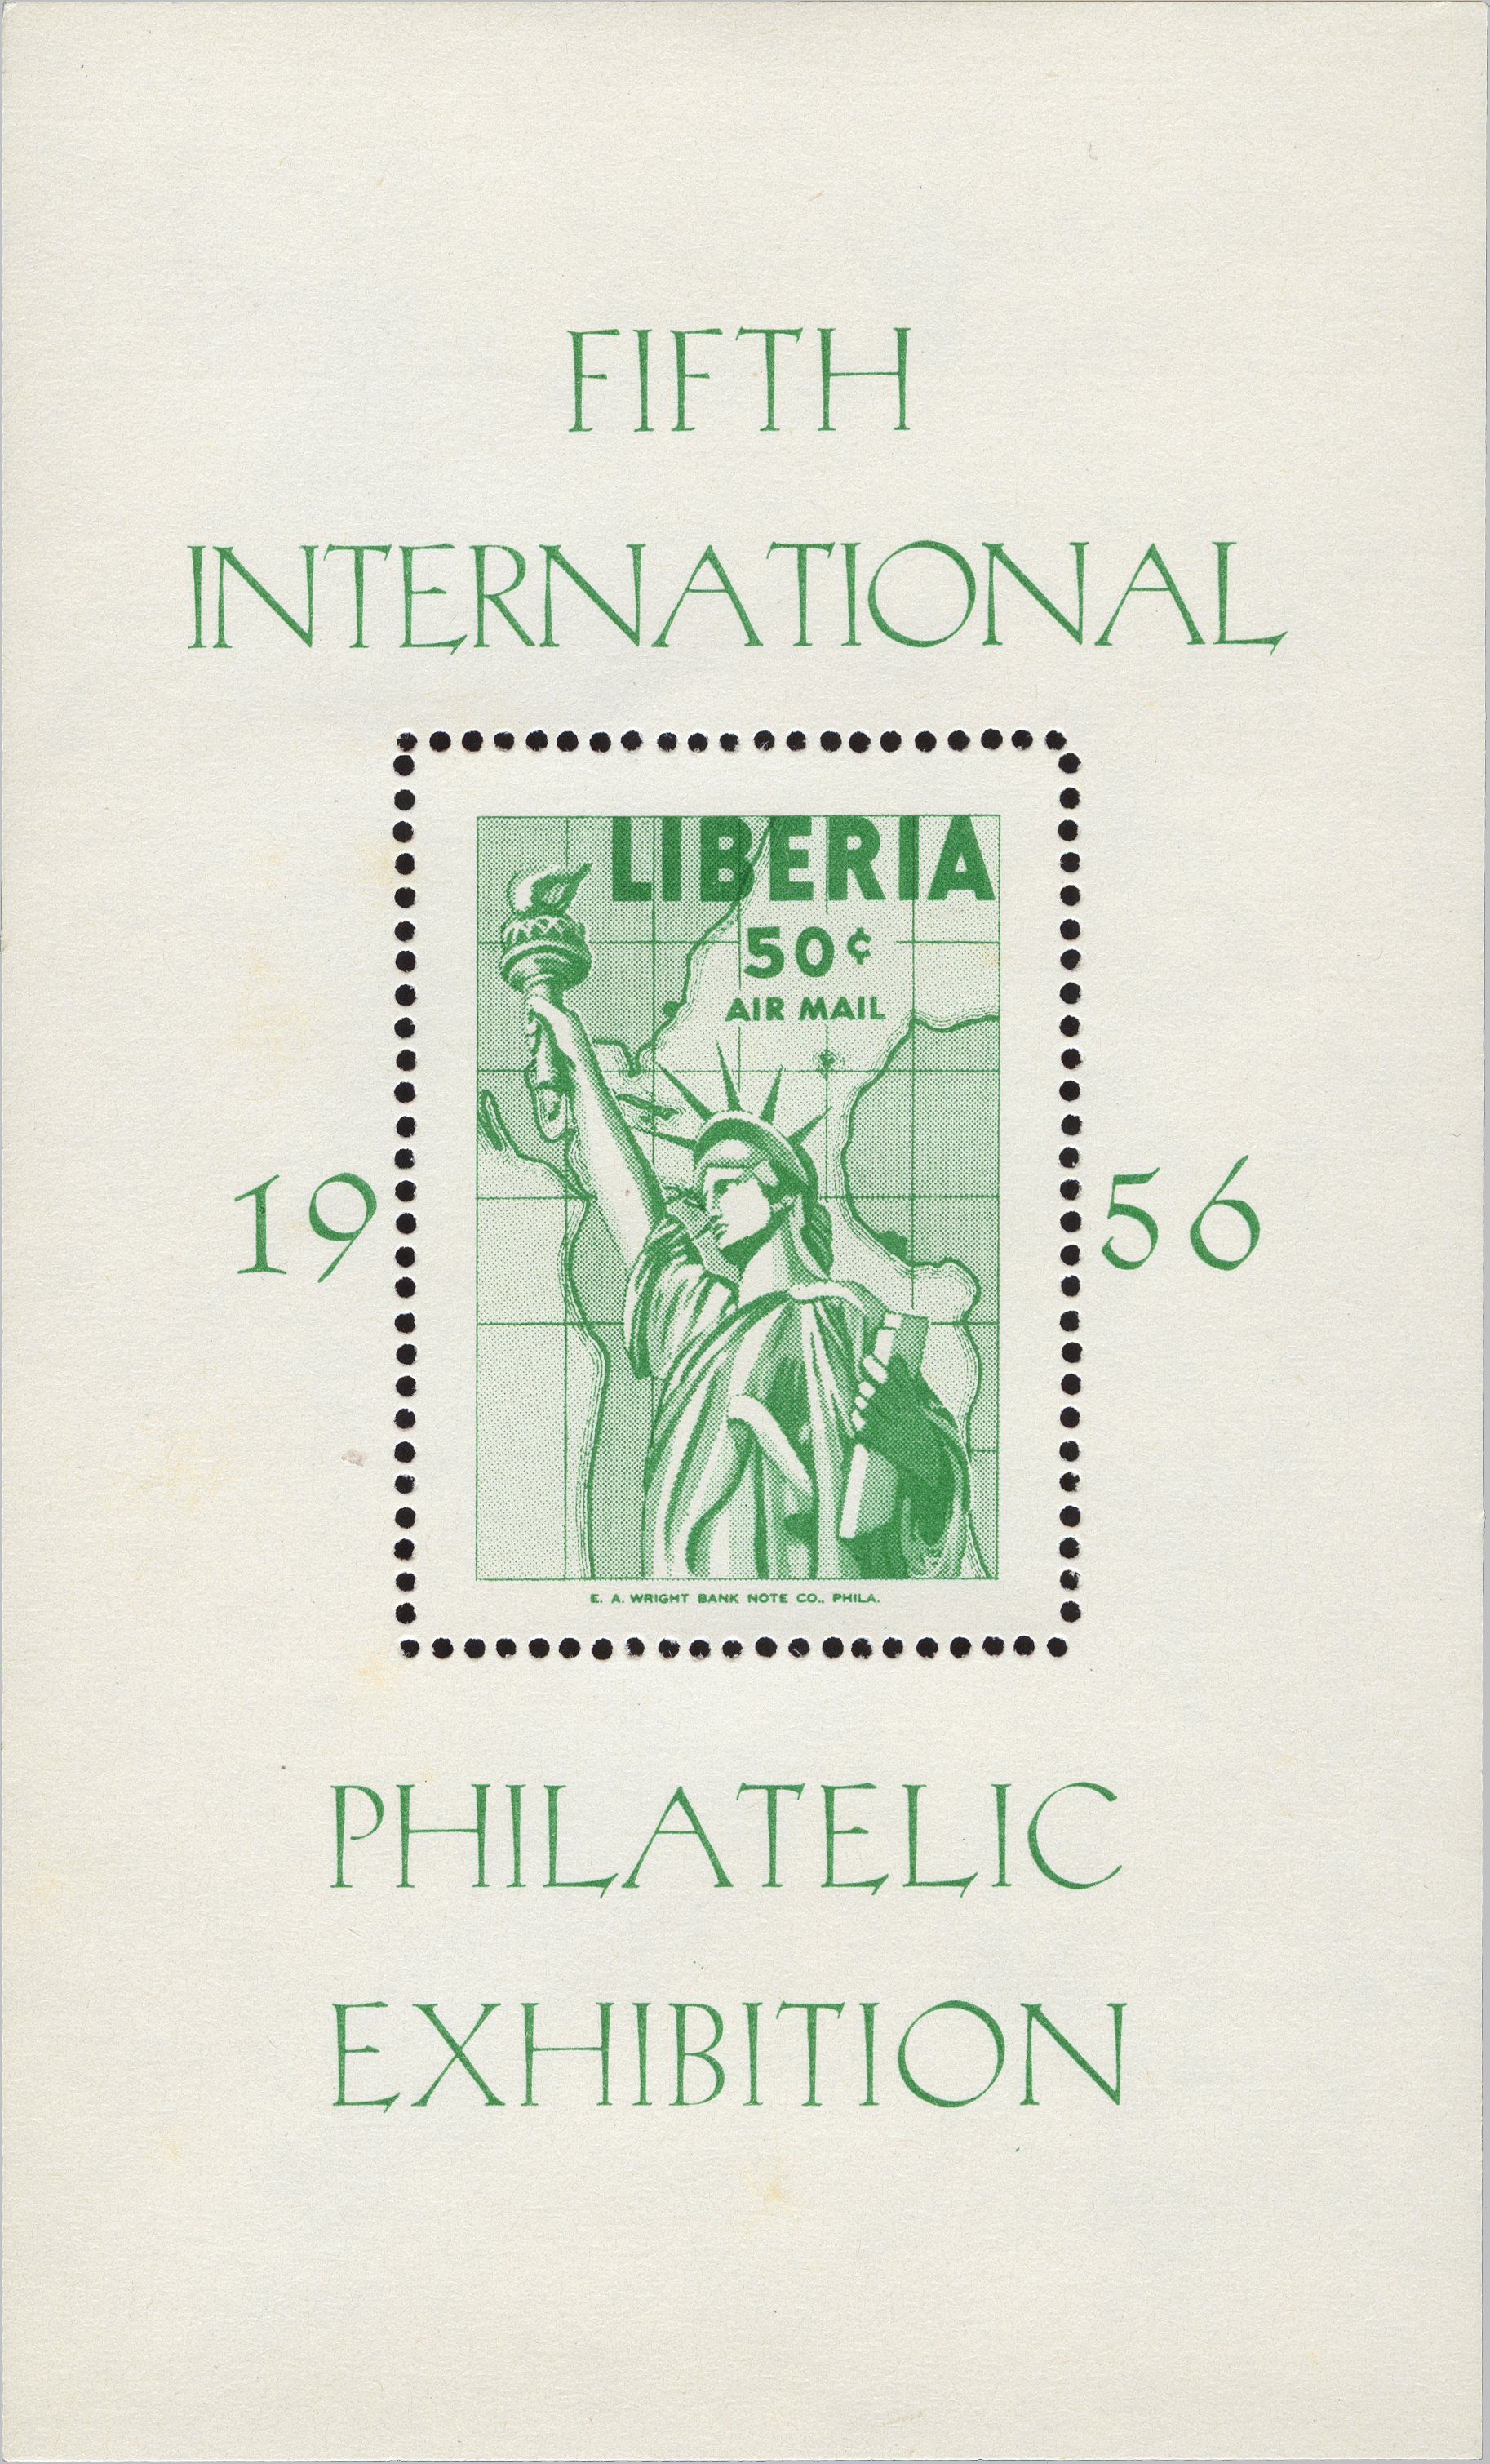 FIFTH
INTERNATIONAL
LIBERIA
50¢
AIR MAIL
19 56
E. A. WRIGHT BANK NOTE CO., PHILA.
PHILATELIC
EXHIBITION